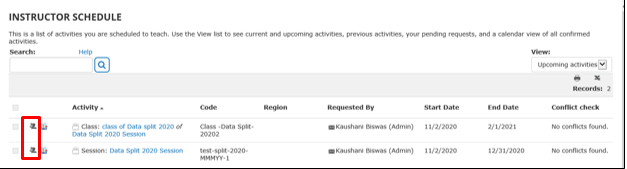 INSTRUCTOR SCHEDULE
This is a list of activities you are scheduled to teach. Use the View list to see current and upcoming activities, previous activities, your pending requests, and a calendar view of all confirmed
activities.
Search: Help View:
Upcoming activities
Records: 2
Activity Code Region Requested By Start Date End Date Conflict check
Class: class of Data split 2020 of Class -Data Split- Kaushani Biswas (Admin) 11/2/2020 2/1/2021 No conflicts found.
Data Split 2020 Session 20202
Session: Data Split 2020 Session test-split-2020- Kaushani Biswas (Admin) 11/2/2020 12/31/2020 No conflicts found.
MMMYY-1